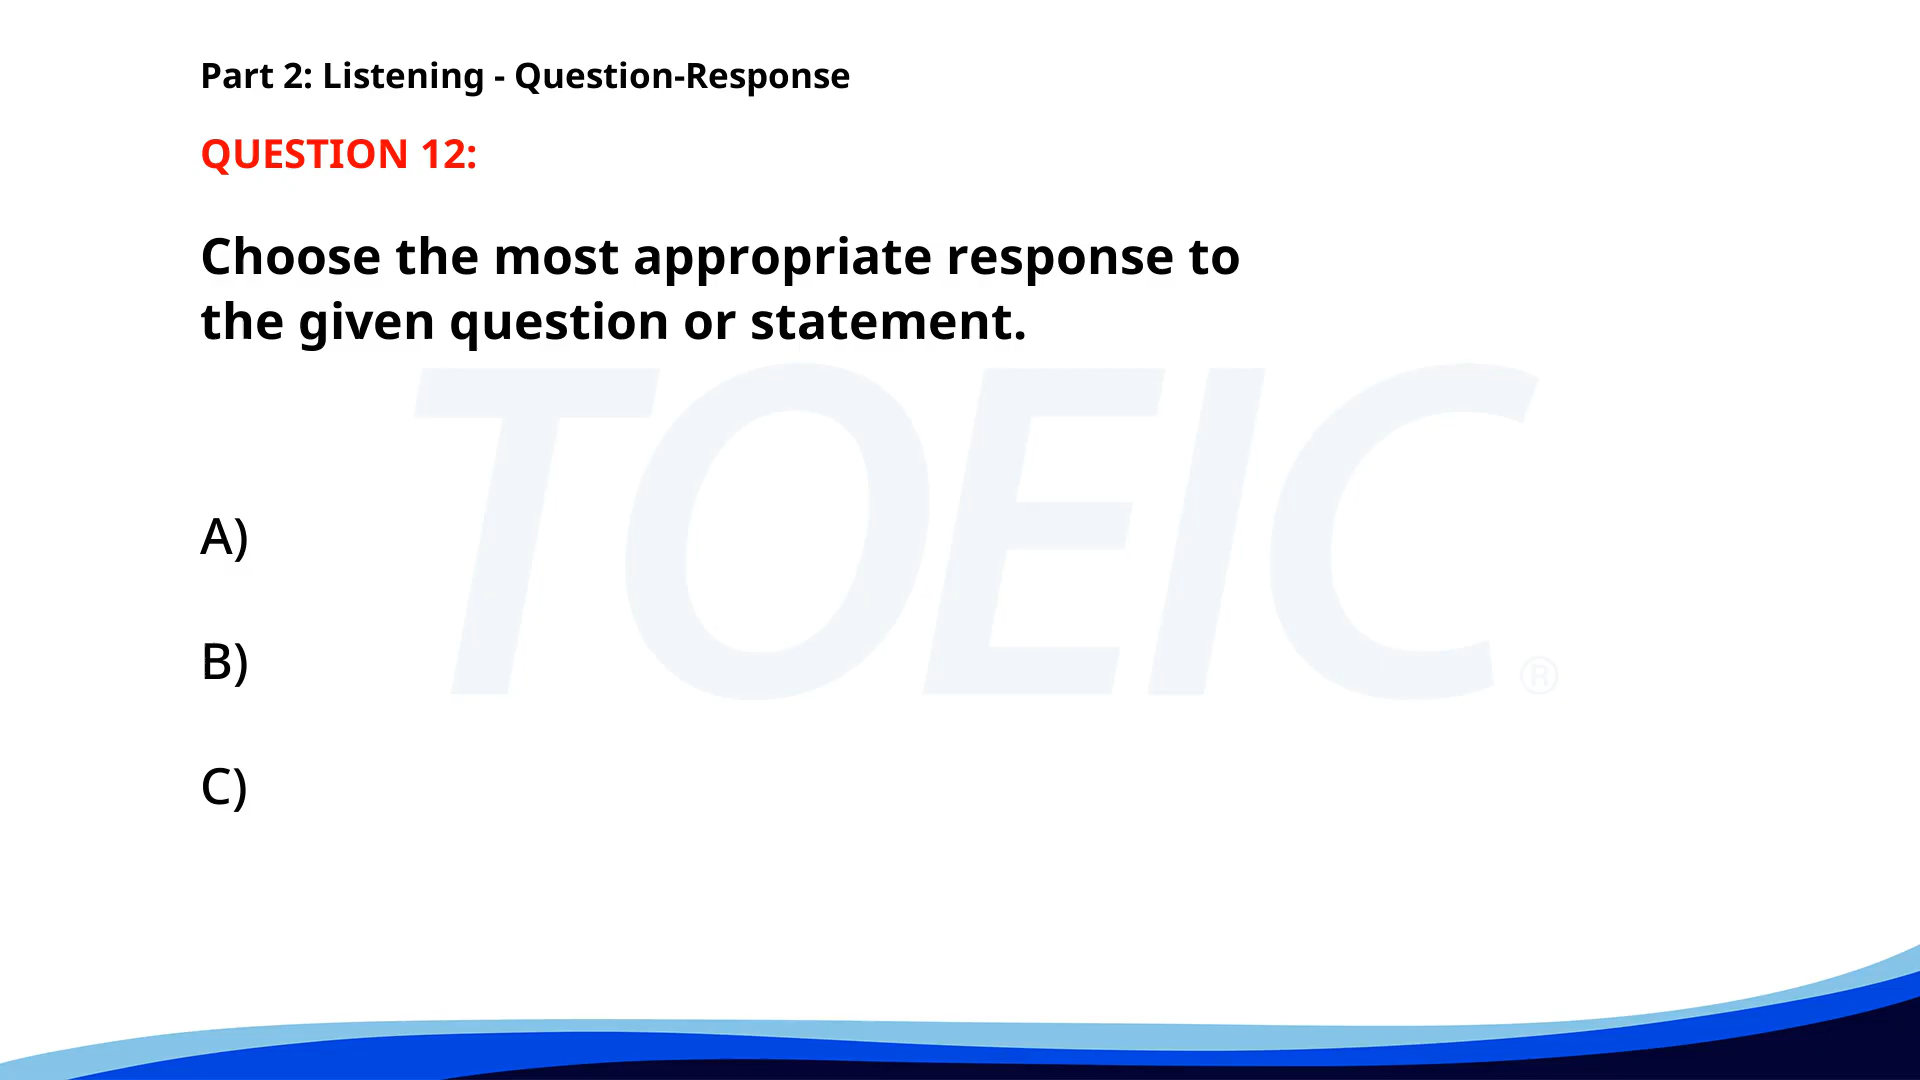 Part 2: Listening - Question-Response
QUESTION 12:
Choose the most appropriate response to
the given question or statement.
TOEIC®
A)
B)
C)